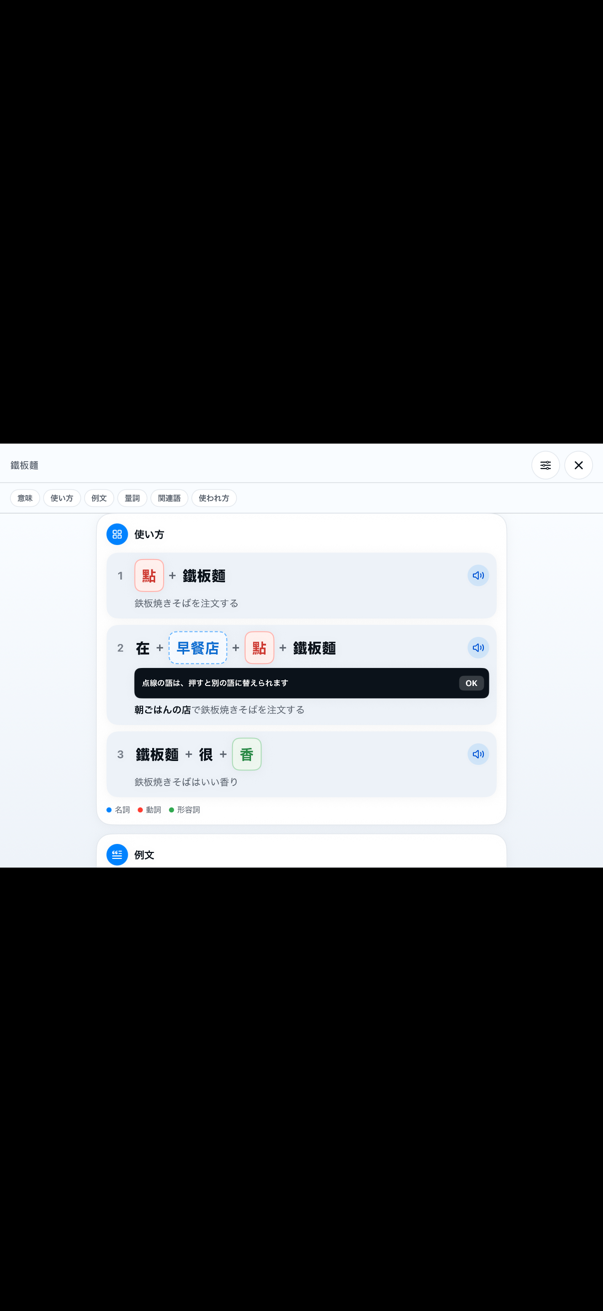 鐵板麵
意味 使い方 例文 量詞 関連語 使われ方
使い方
1 點 + 鐵板麵
鉄板焼きそばを注文する
2 在 + 早餐店 + 點 + 鐵板麵
点線の語は、押すと別の語に替えられます OK
朝ごはんの店で鉄板焼きそばを注文する
3 鐵板麵 + 很 + 香
鉄板焼きそばはいい香り
名詞 動詞 形容詞
例文